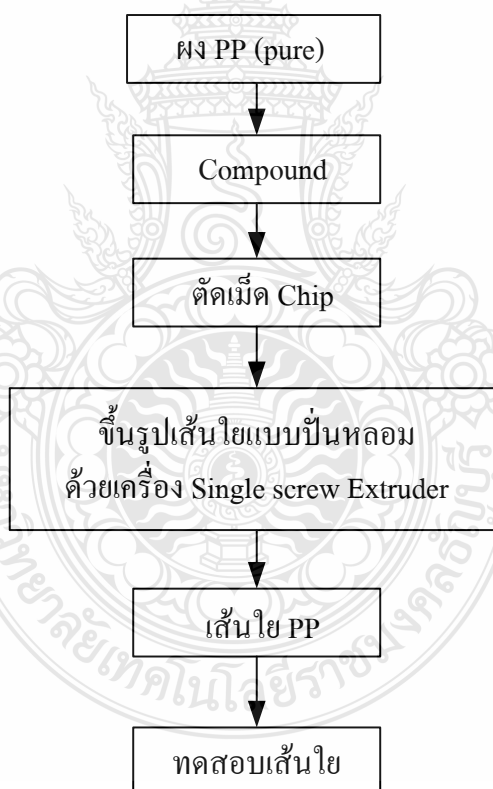 ผง PP (pure)
Compound
ตัดเม็ด Chip
ขึ้นรูปเส้นใยแบบปั่นหลอม
ด้วยเครื่อง Single screw Extruder
เส้นใย PP
ทดสอบเส้นใย